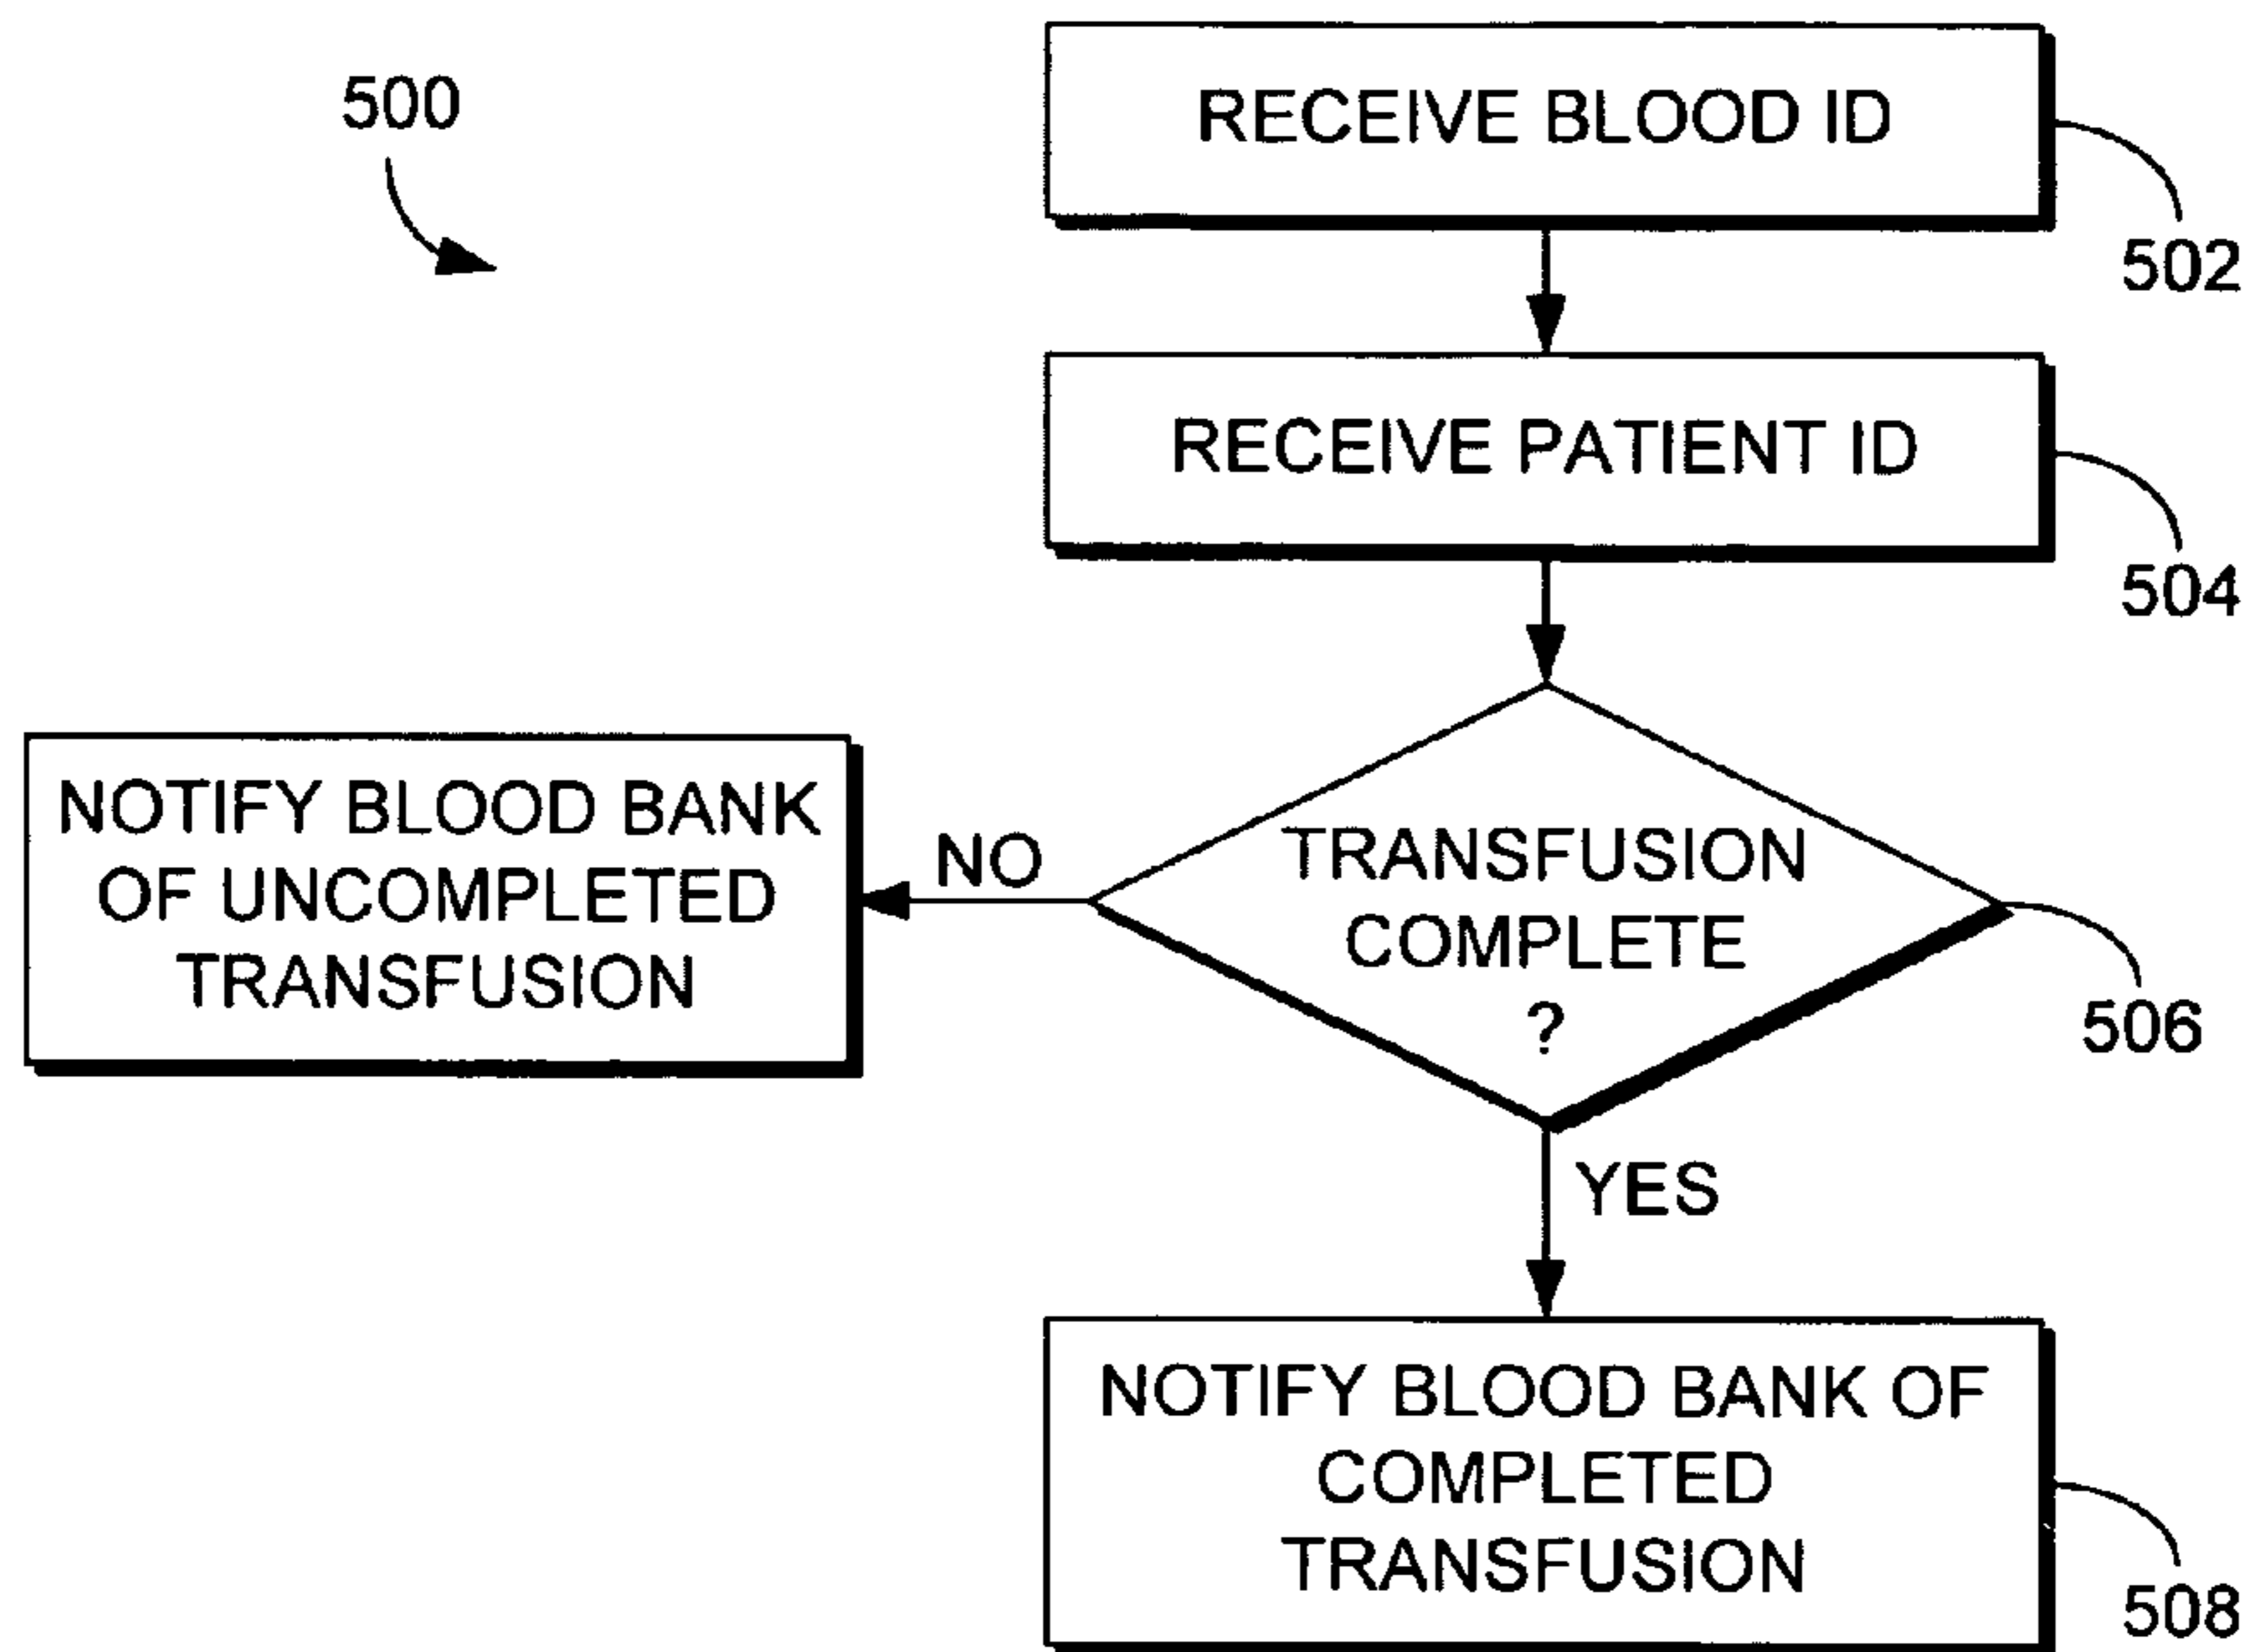 500
RECEIVE BLOOD ID
502
RECEIVE PATIENT ID
504
TRANSFUSION
COMPLETE
?
506
NO
NOTIFY BLOOD BANK
OF UNCOMPLETED
TRANSFUSION
YES
NOTIFY BLOOD BANK OF
COMPLETED
TRANSFUSION
508